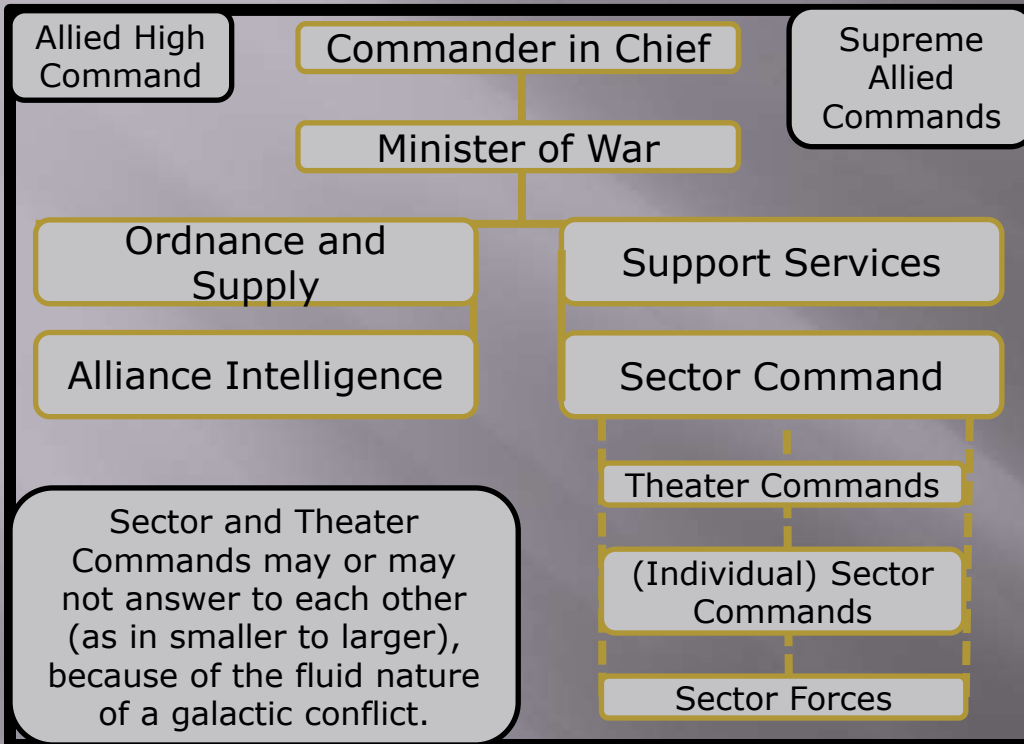 Allied High
Command
Commander in Chief
Supreme
Allied
Commands
Minister of War
Ordnance and
Supply
Support Services
Alliance Intelligence
Sector Command
Theater Commands
(Individual) Sector
Commands
Sector Forces
Sector and Theater
Commands may or may
not answer to each other
(as in smaller to larger),
because of the fluid nature
of a galactic conflict.